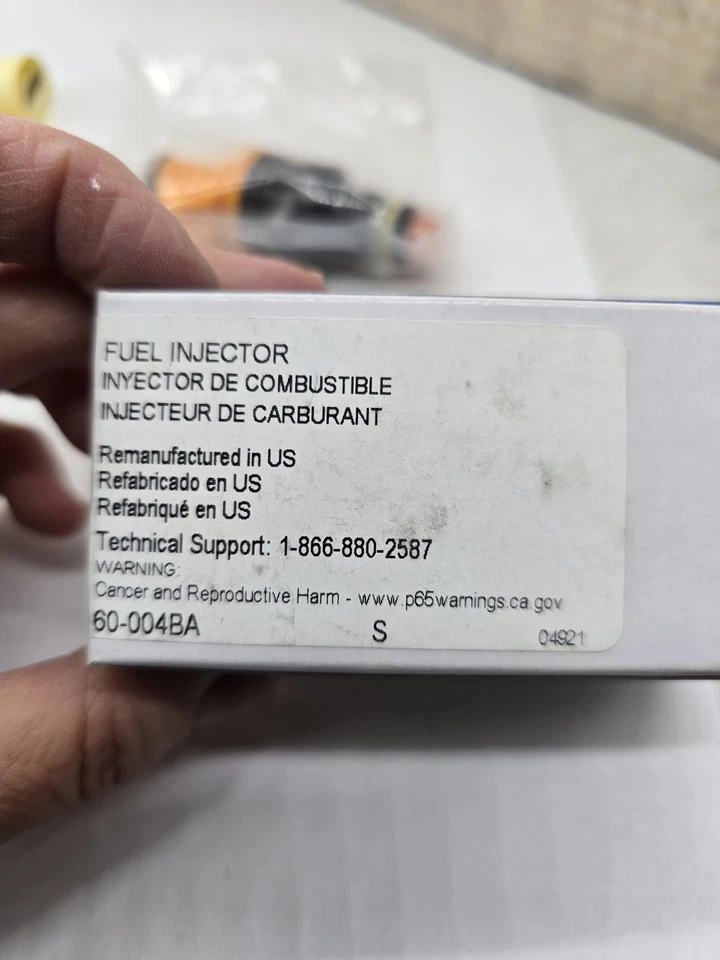 FUEL INJECTOR
INYECTOR DE COMBUSTIBLE
INJECTEUR DE CARBURANT
Remanufactured in US
Refabricado en US
Refabriqué en US
Technical Support: 1-866-880-2587
WARNING:
Cancer and Reproductive Harm - www.p65warnings.ca.gov
60-004BA S 04921